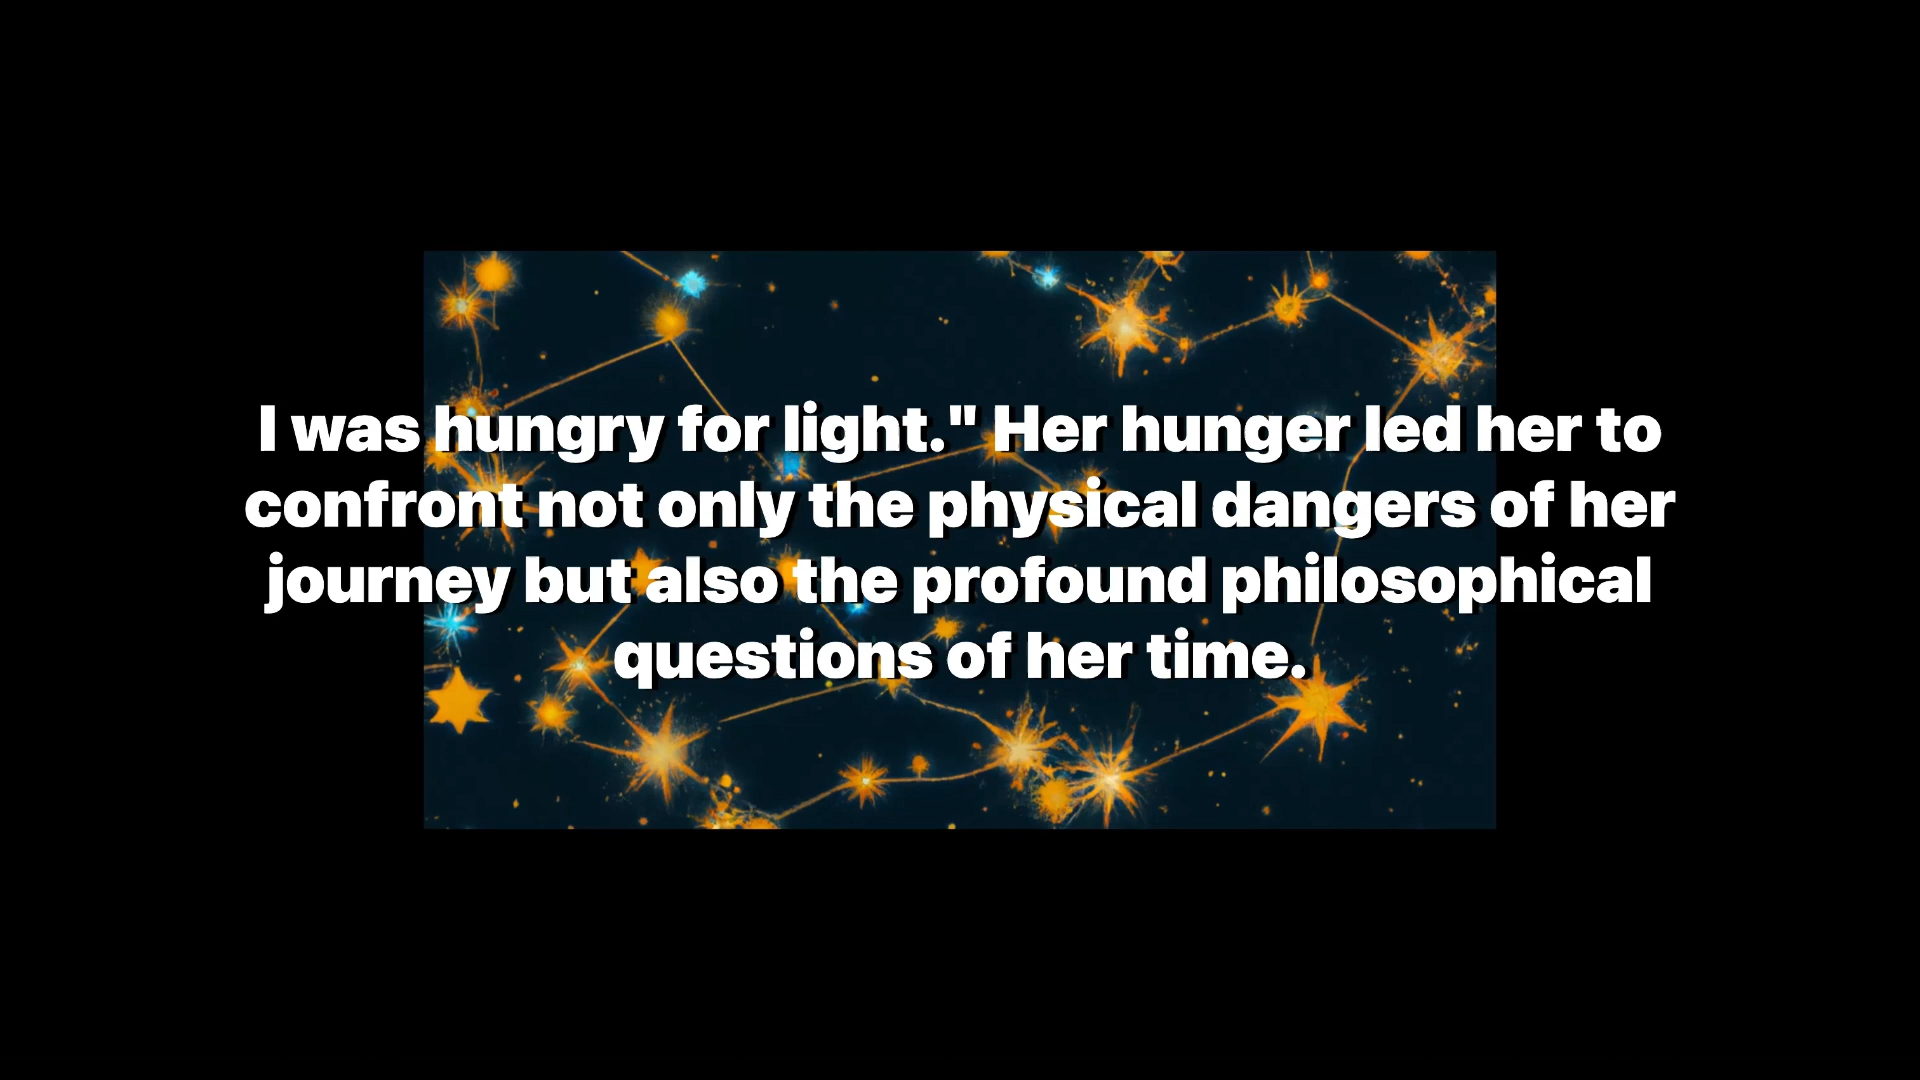 I was hungry for light." Her hunger led her to
confront not only the physical dangers of her
journey but also the profound philosophical
questions of her time.